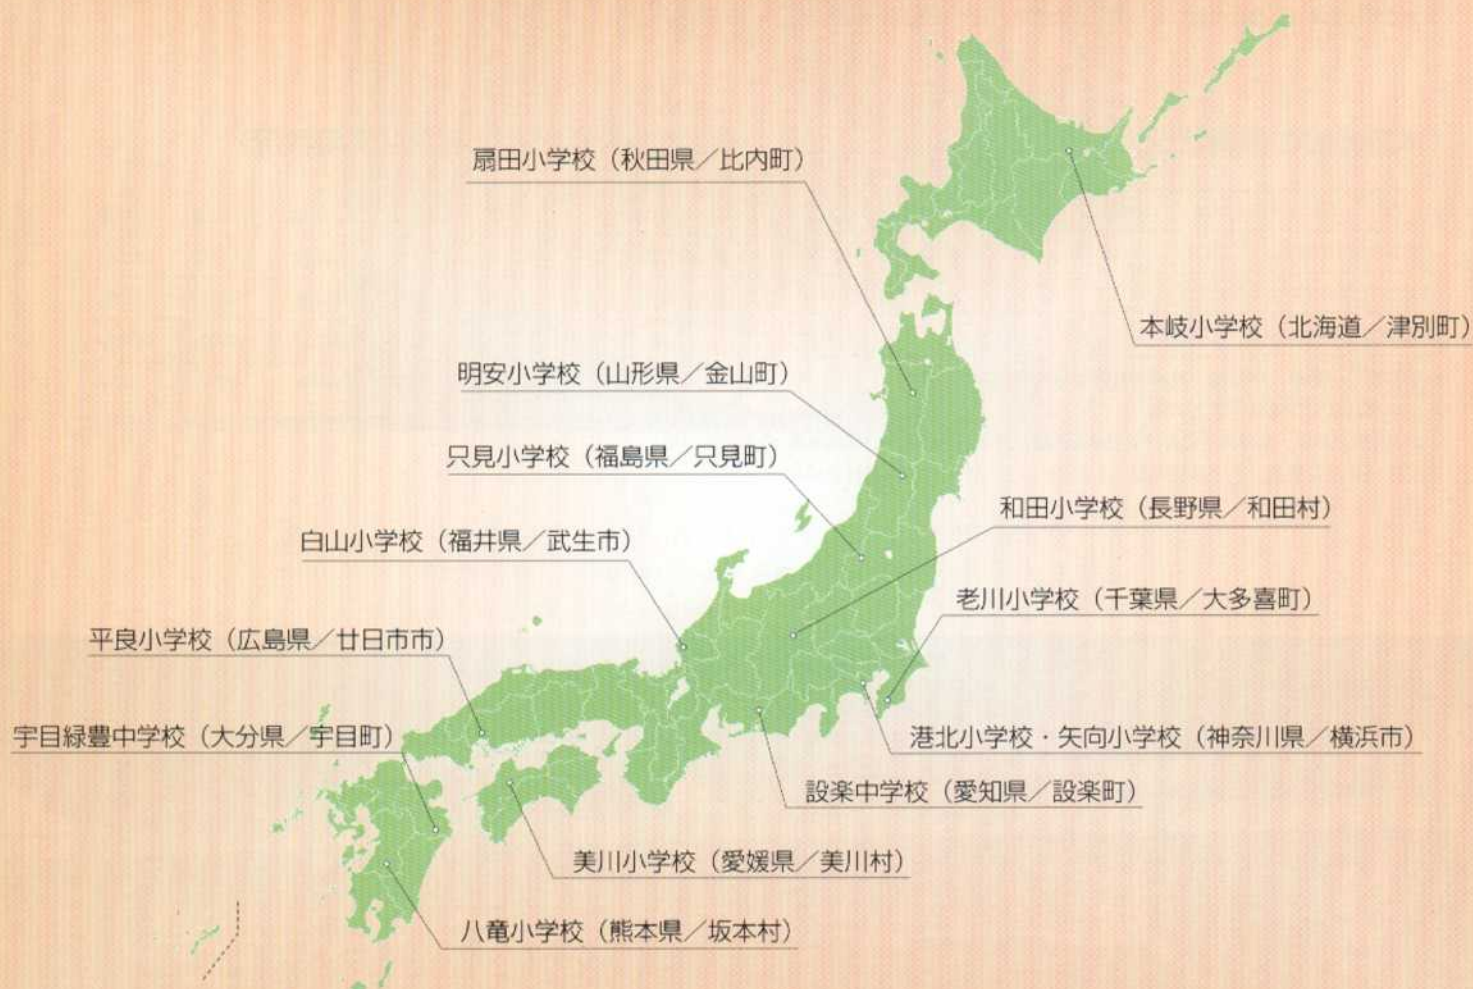 扇田小学校（秋田県／比内町）
本岐小学校（北海道／津別町）
明安小学校（山形県／金山町）
只見小学校（福島県／只見町）
和田小学校（長野県／和田村）
白山小学校（福井県／武生市）
老川小学校（千葉県／大多喜町）
平良小学校（広島県／廿日市市）
宇目緑豊中学校（大分県／宇目町）
港北小学校・矢向小学校（神奈川県／横浜市）
設楽中学校（愛知県／設楽町）
美川小学校（愛媛県／美川村）
八竜小学校（熊本県／坂本村）